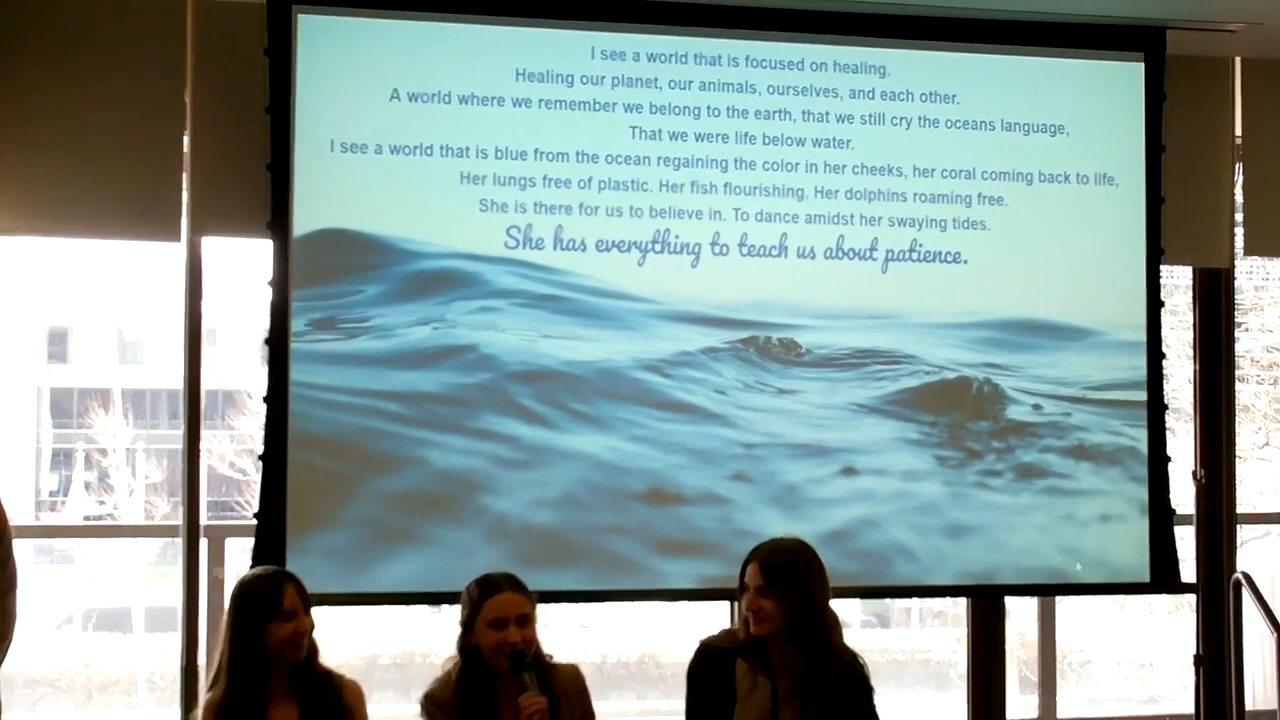 I see a world that is focused on healing.
Healing our planet, our animals, ourselves, and each other.
A world where we remember we belong to the earth, that we still cry the oceans language,
That we were life below water.
I see a world that is blue from the ocean regaining the color in her cheeks, her coral coming back to life,
Her lungs free of plastic. Her fish flourishing. Her dolphins roaming free.
She is there for us to believe in. To dance amidst her swaying tides.
She has everything to teach us about patience.